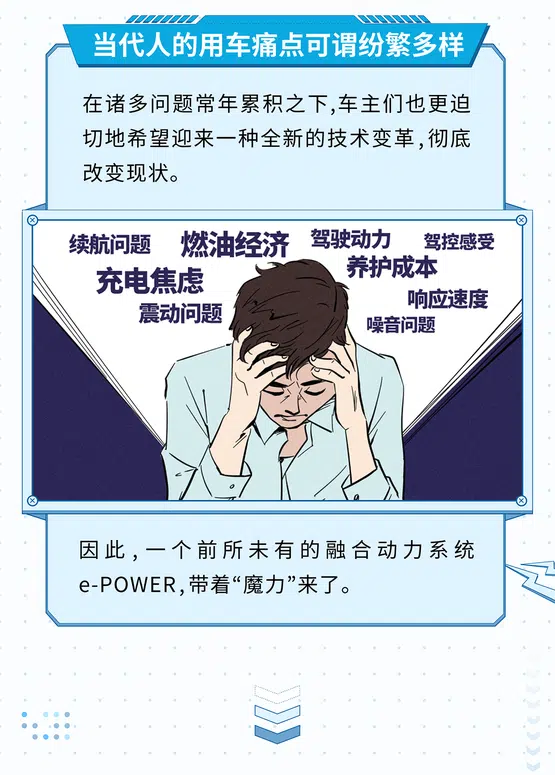 当代人的用车痛点可谓纷繁多样
在诸多问题常年累积之下,车主们也更迫
切地希望迎来一种全新的技术变革,彻底
改变现状。
续航问题 燃油经济 驾驶动力 驾控感受
充电焦虑 养护成本
震动问题 响应速度
噪音问题
因此,一个前所未有的融合动力系统
e-POWER,带着“魔力”来了。